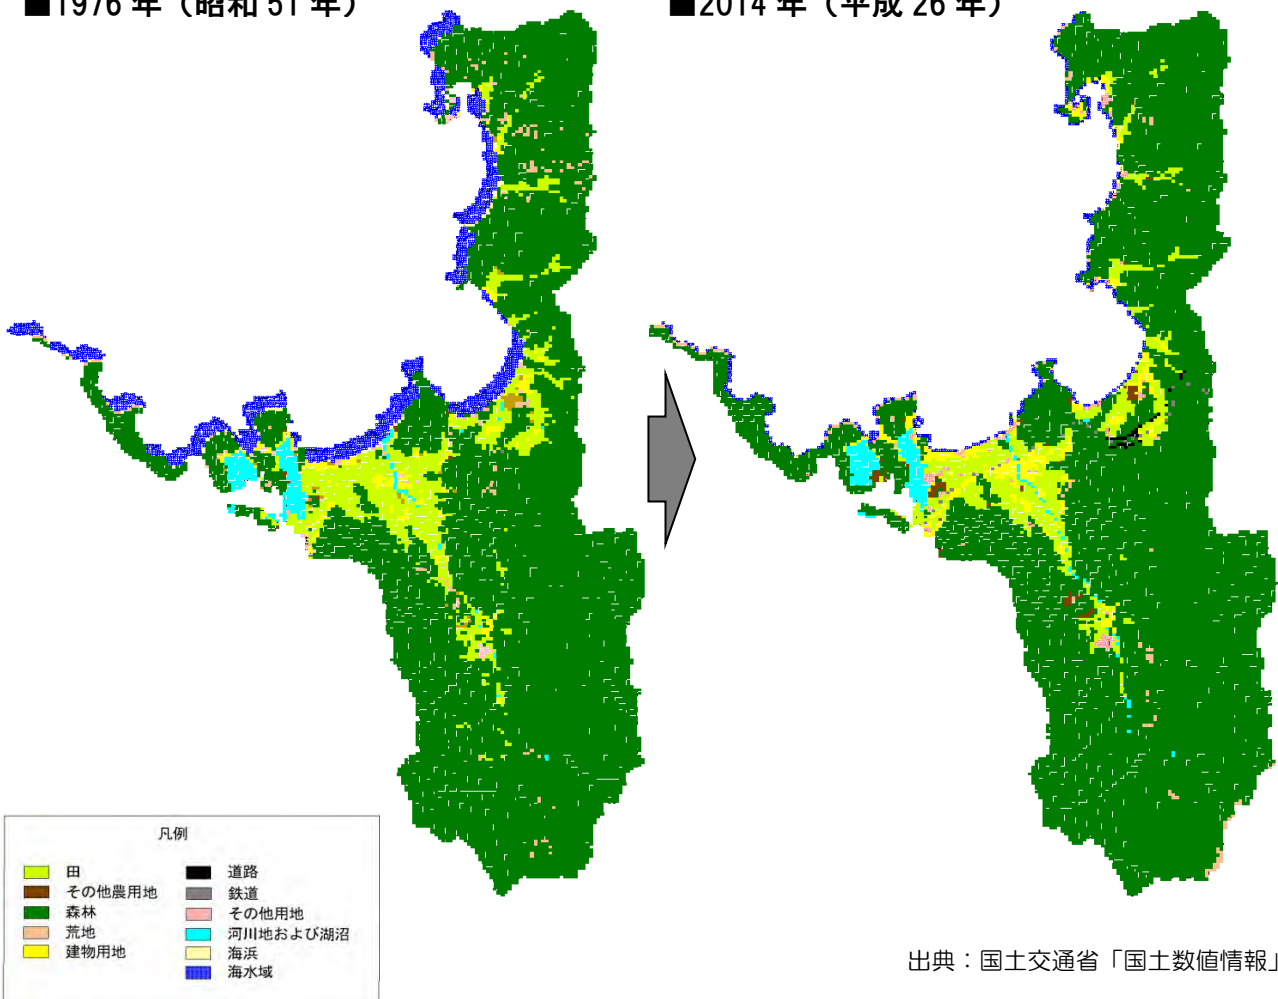 ■1976 年（昭和 51 年）
■2014 年（平成 26 年）
凡例
田
その他農用地
森林
荒地
建物用地
道路
鉄道
その他用地
河川地および湖沼
海浜
海水域
出典：国土交通省「国土数値情報」